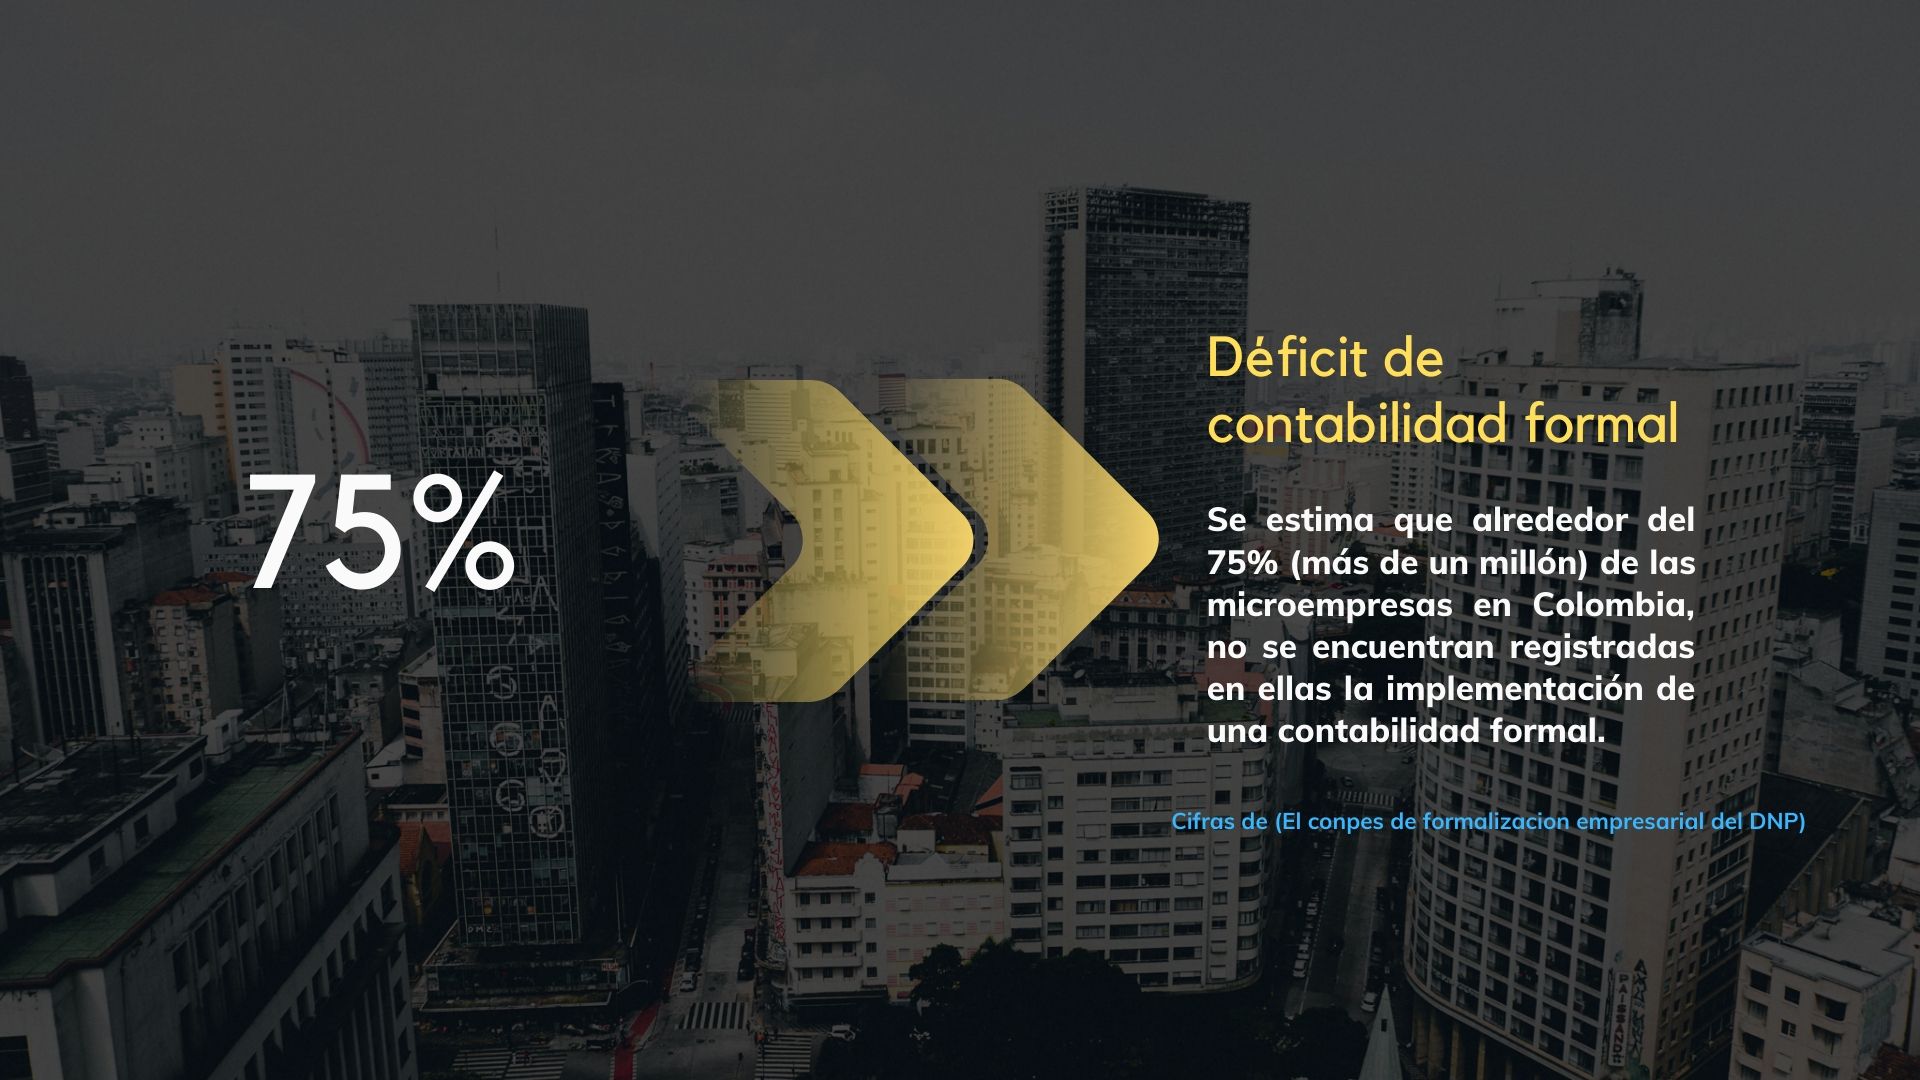 75%
Déficit de
contabilidad formal
Se estima que alrededor del
75% (más de un millón) de las
microempresas en Colombia,
no se encuentran registradas
en ellas la implementación de
una contabilidad formal.
Cifras de (El conpes de formalizacion empresarial del DNP)